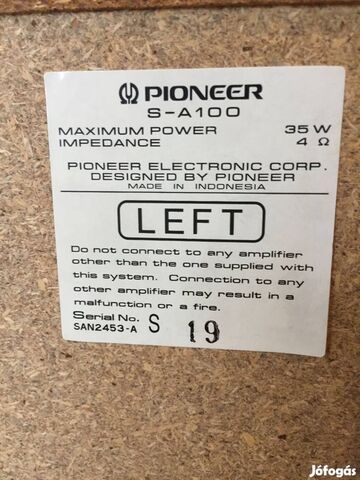 PIONEER
S-A100
MAXIMUM POWER 35 W
IMPEDANCE 4 Ω
PIONEER ELECTRONIC CORP.
DESIGNED BY PIONEER
MADE IN INDONESIA
LEFT
Do not connect to any amplifier
other than the one supplied with
this system. Connection to any
other amplifier may result in a
malfunction or a fire.
Serial No. S 19
SAN2453-A
Jófogás